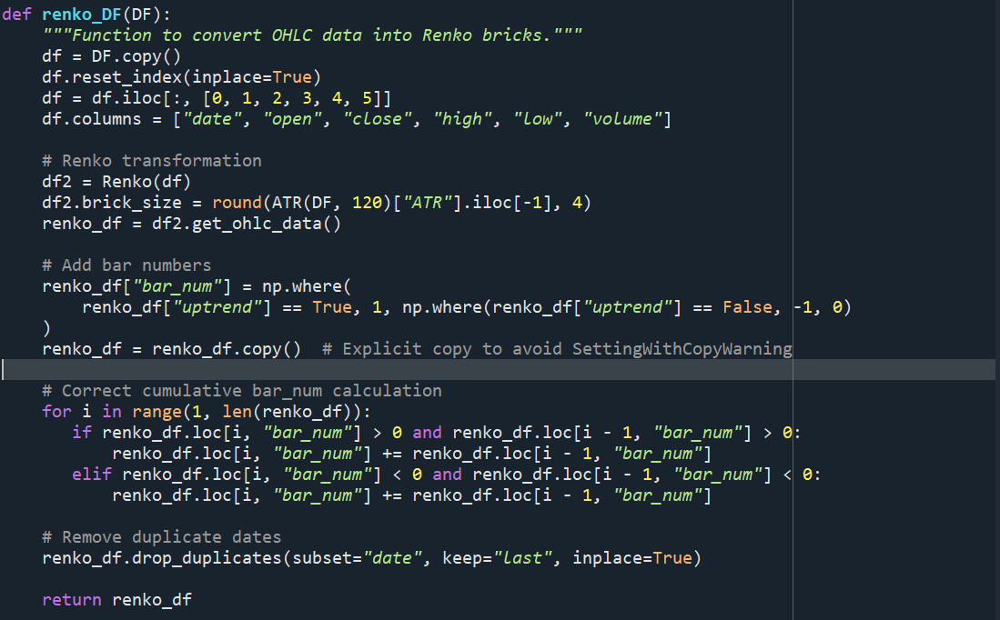 def renko_DF(DF):
    """Function to convert OHLC data into Renko bricks."""
    df = DF.copy()
    df.reset_index(inplace=True)
    df = df.iloc[:, [0, 1, 2, 3, 4, 5]]
    df.columns = ["date", "open", "close", "high", "low", "volume"]

    # Renko transformation
    df2 = Renko(df)
    df2.brick_size = round(ATR(DF, 120)["ATR"].iloc[-1], 4)
    renko_df = df2.get_ohlc_data()

    # Add bar numbers
    renko_df["bar_num"] = np.where(
        renko_df["uptrend"] == True, 1, np.where(renko_df["uptrend"] == False, -1, 0)
    )
    renko_df = renko_df.copy()  # Explicit copy to avoid SettingWithCopyWarning

    # Correct cumulative bar_num calculation
    for i in range(1, len(renko_df)):
       if renko_df.loc[i, "bar_num"] > 0 and renko_df.loc[i - 1, "bar_num"] > 0:
           renko_df.loc[i, "bar_num"] += renko_df.loc[i - 1, "bar_num"]
       elif renko_df.loc[i, "bar_num"] < 0 and renko_df.loc[i - 1, "bar_num"] < 0:
           renko_df.loc[i, "bar_num"] += renko_df.loc[i - 1, "bar_num"]

    # Remove duplicate dates
    renko_df.drop_duplicates(subset="date", keep="last", inplace=True)

    return renko_df